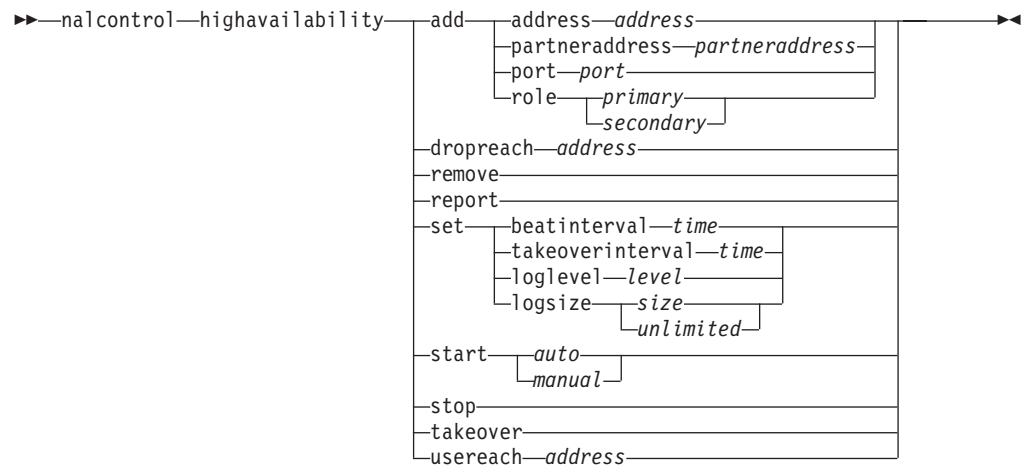 nalcontrol highavailability add address address
partneraddress partneraddress
port port
role primary
secondary
dropreach address
remove
report
set beatinterval time
takeoverinterval time
loglevel level
logsize size
unlimited
start auto
manual
stop
takeover
usereach address